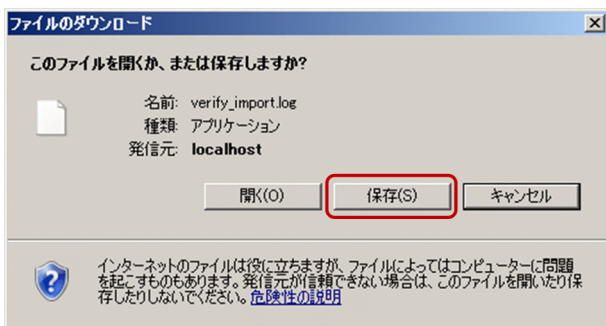 ファイルのダウンロード
このファイルを開くか、または保存しますか?
名前: verify_import.log
種類: アプリケーション
発信元: localhost
開く((O) 保存(S) キャンセル
インターネットのファイルは役に立ちますが、ファイルによってはコンピューターに問題
を起こすものもあります。発信元が信頼できない場合は、このファイルを開いたり保
存したりしないでください。危険性の説明